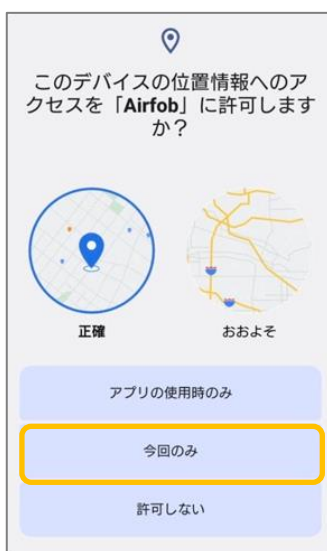 このデバイスの位置情報へのア
クセスを「Airfob」に許可します
か？
正確
おおよそ
アプリの使用時のみ
今回のみ
許可しない